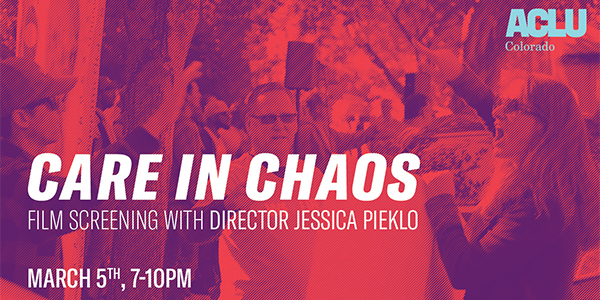 ACLU
Colorado
CARE IN CHAOS
FILM SCREENING WITH DIRECTOR JESSICA PIEKLO
MARCH 5TH, 7-10PM